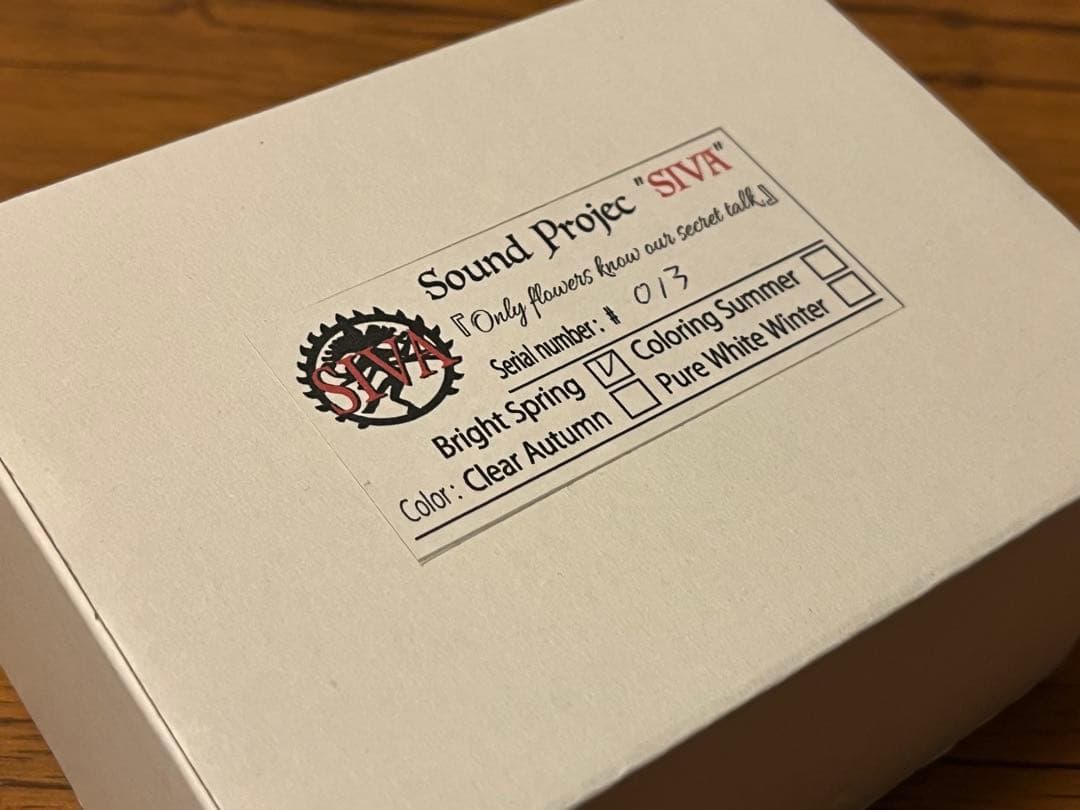 Sound Projec "SIVA"
『Only flowers know our secret talk』
SIVA
Serial number: # 013
Bright Spring ☑ Coloring Summer ☐
Color: Clear Autumn ☐ Pure White Winter ☐